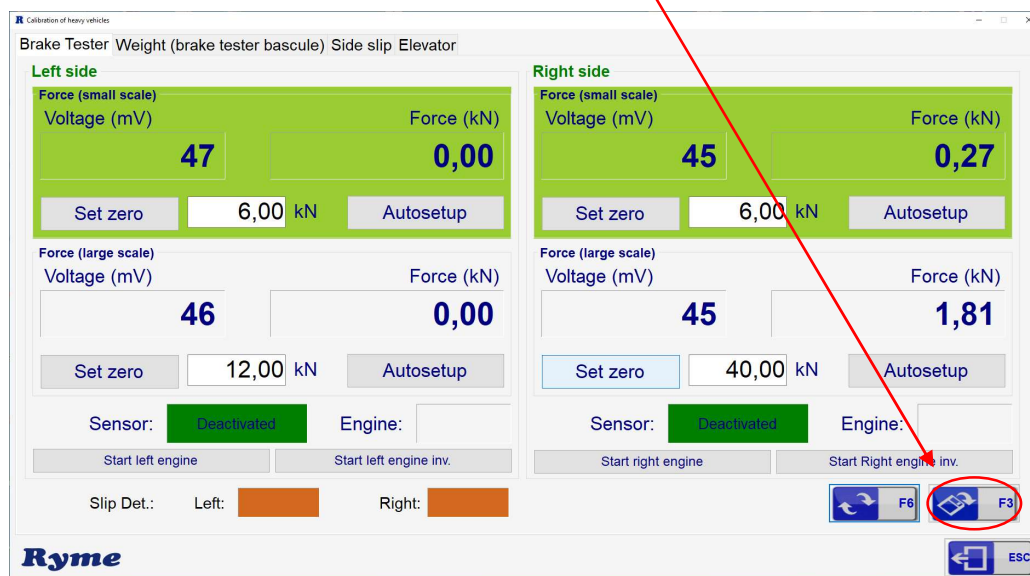 Calibration of heavy vehicles
Brake Tester Weight (brake tester bascule) Side slip Elevator
Left side
Force (small scale)
Voltage (mV) Force (kN)
47 0,00
Set zero 6,00 kN Autosetup
Force (large scale)
Voltage (mV) Force (kN)
46 0,00
Set zero 12,00 kN Autosetup
Sensor: Deactivated Engine:
Start left engine Start left engine inv.
Right side
Force (small scale)
Voltage (mV) Force (kN)
45 0,27
Set zero 6,00 kN Autosetup
Force (large scale)
Voltage (mV) Force (kN)
45 1,81
Set zero 40,00 kN Autosetup
Sensor: Deactivated Engine:
Start right engine Start Right engine inv.
Slip Det.: Left: Right:
F6 F3
Ryme ESC